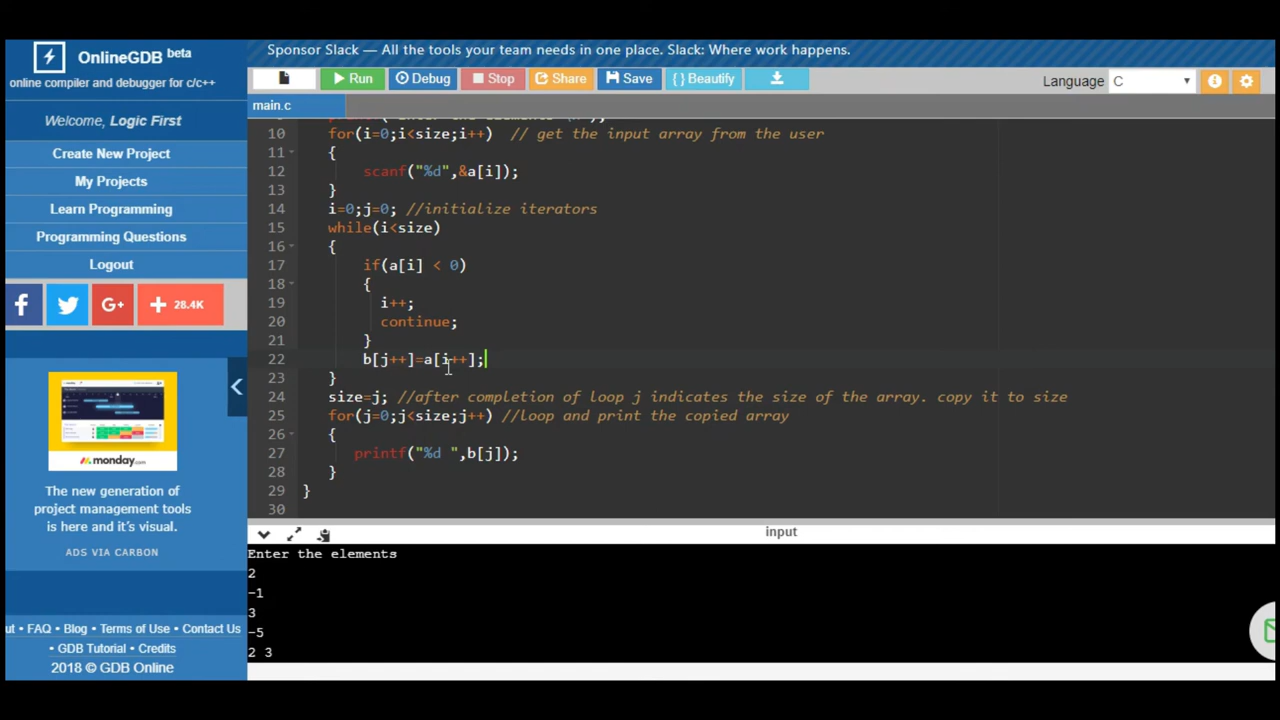 Sponsor Slack — All the tools your team needs in one place. Slack: Where work happens.
OnlineGDB beta
online compiler and debugger for c/c++
Run Debug Stop Share Save { } Beautify
Language C
main.c
Welcome, Logic First
Create New Project
My Projects
Learn Programming
Programming Questions
Logout
f G+ + 28.4K
monday.com
The new generation of
project management tools
is here and it's visual.
ADS VIA CARBON
ut • FAQ • Blog • Terms of Use • Contact Us
• GDB Tutorial • Credits
2018 © GDB Online
10 for(i=0;i<size;i++) // get the input array from the user
11 {
12 scanf("%d",&a[i]);
13 }
14 i=0;j=0; //initialize iterators
15 while(i<size)
16 {
17 if(a[i] < 0)
18 {
19 i++;
20 continue;
21 }
22 b[j++]=a[i++];
23 }
24 size=j; //after completion of loop j indicates the size of the array. copy it to size
25 for(j=0;j<size;j++) //loop and print the copied array
26 {
27 printf("%d ",b[j]);
28 }
29 }
30
input
Enter the elements
2
-1
3
-5
2 3